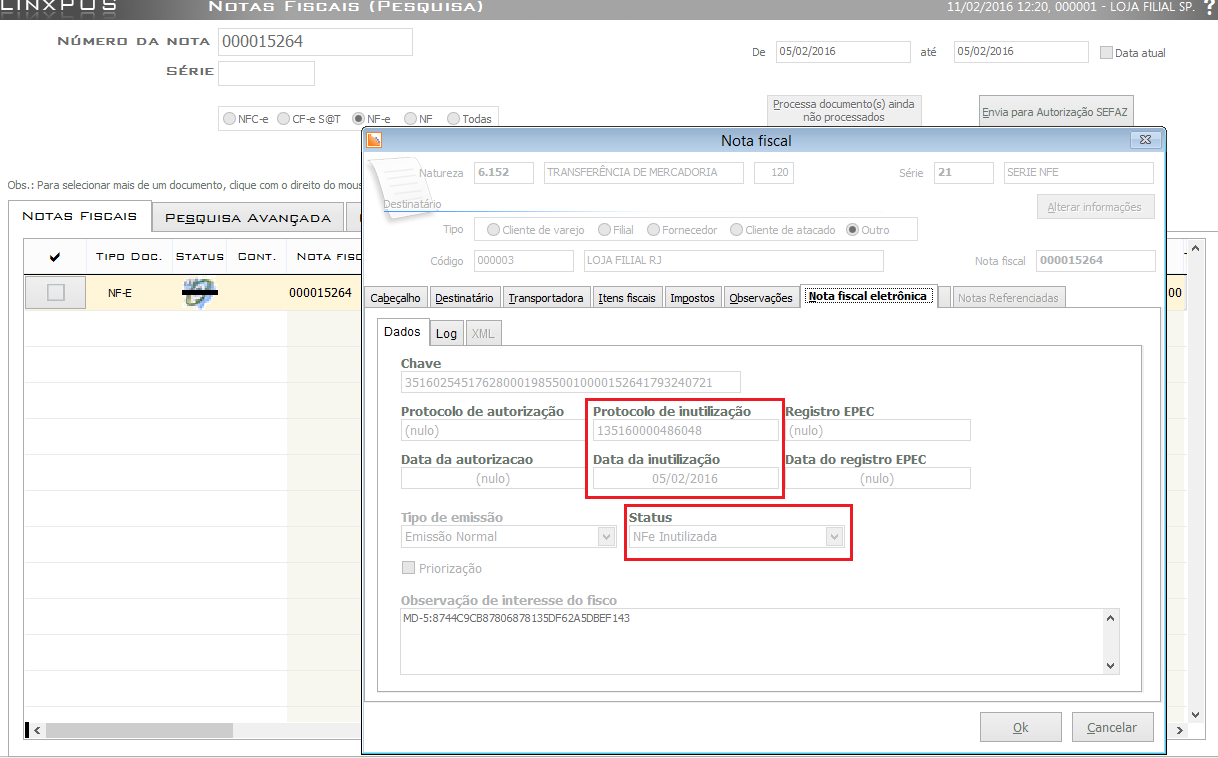 LINXPOS
Notas Fiscais (Pesquisa)
11/02/2016 12:20, 000001 - LOJA FILIAL SP. ?
Número da nota 000015264
Série
De 05/02/2016 até 05/02/2016 Data atual
NFC-e CF-e S@T NF-e NF Todas
Processa documento(s) ainda
não processados
Envia para Autorização SEFAZ
Obs.: Para selecionar mais de um documento, clique com o direito do mous
Notas Fiscais Pesquisa Avançada
Tipo Doc. Status Cont. Nota fisc
NF-E 000015264 00
Nota fiscal
Natureza 6.152 TRANSFERÊNCIA DE MERCADORIA 120 Série 21 SERIE NFE
Destinatário
Alterar informações
Tipo Cliente de varejo Filial Fornecedor Cliente de atacado Outro
Código 000003 LOJA FILIAL RJ Nota fiscal 000015264
Cabeçalho Destinatário Transportadora Itens fiscais Impostos Observações Nota fiscal eletrônica Notas Referenciadas
Dados Log XML
Chave
35160254517628000198550010000152641793240721
Protocolo de autorização Protocolo de inutilização Registro EPEC
(nulo) 135160000486048 (nulo)
Data da autorizacao Data da inutilização Data do registro EPEC
(nulo) 05/02/2016 (nulo)
Tipo de emissão Status
Emissão Normal NFe Inutilizada
Priorização
Observação de interesse do fisco
MD-5:8744C9CB87806878135DF62A5DBEF143
Ok Cancelar